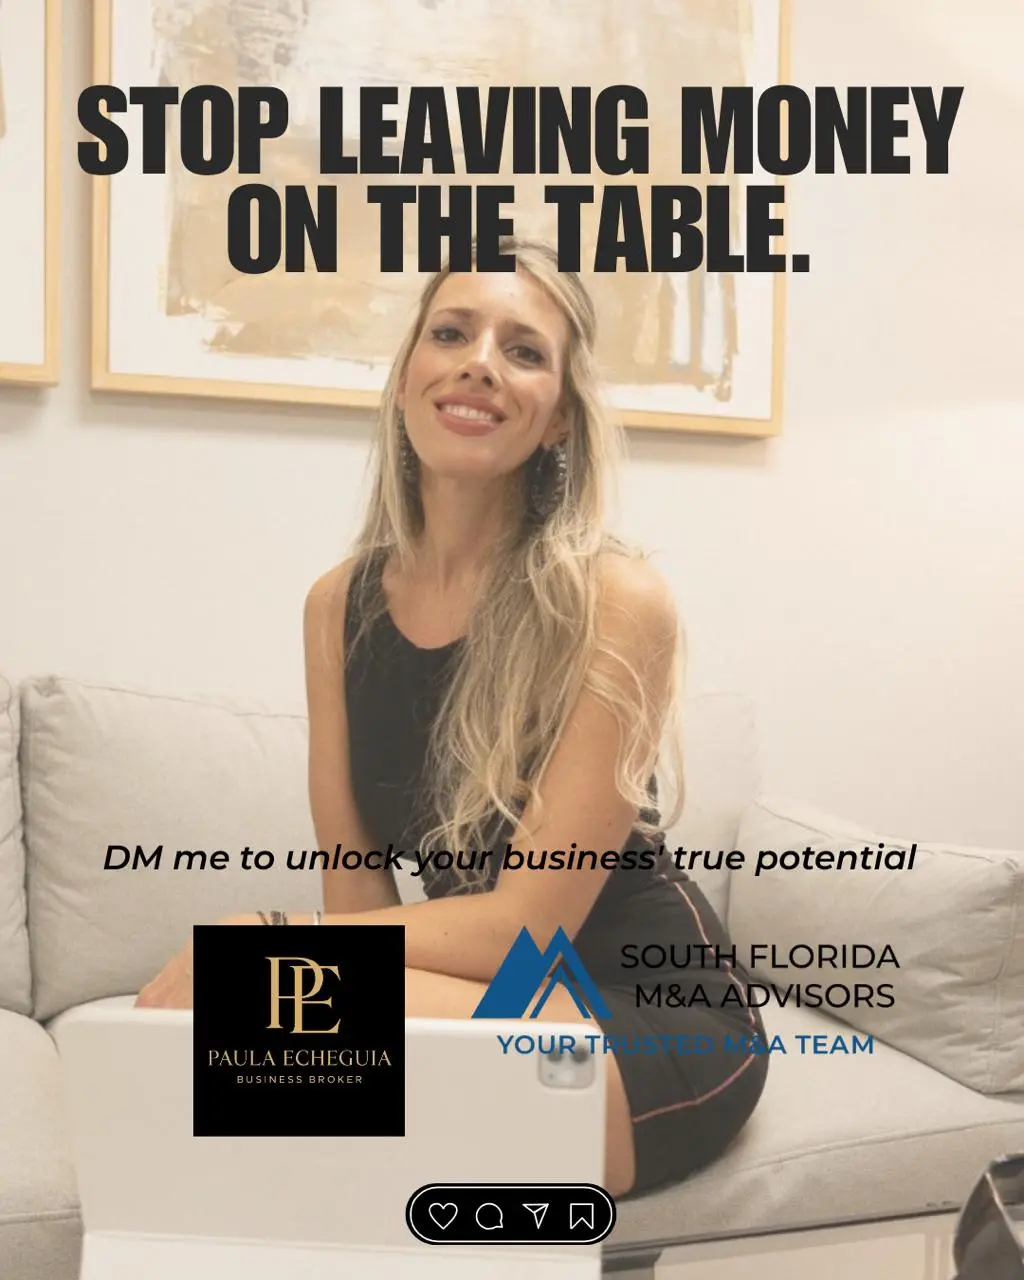 STOP LEAVING MONEY
ON THE TABLE.
DM me to unlock your business' true potential
PE
PAULA ECHEGUIA
BUSINESS BROKER
SOUTH FLORIDA
M&A ADVISORS
YOUR TRUSTED M&A TEAM